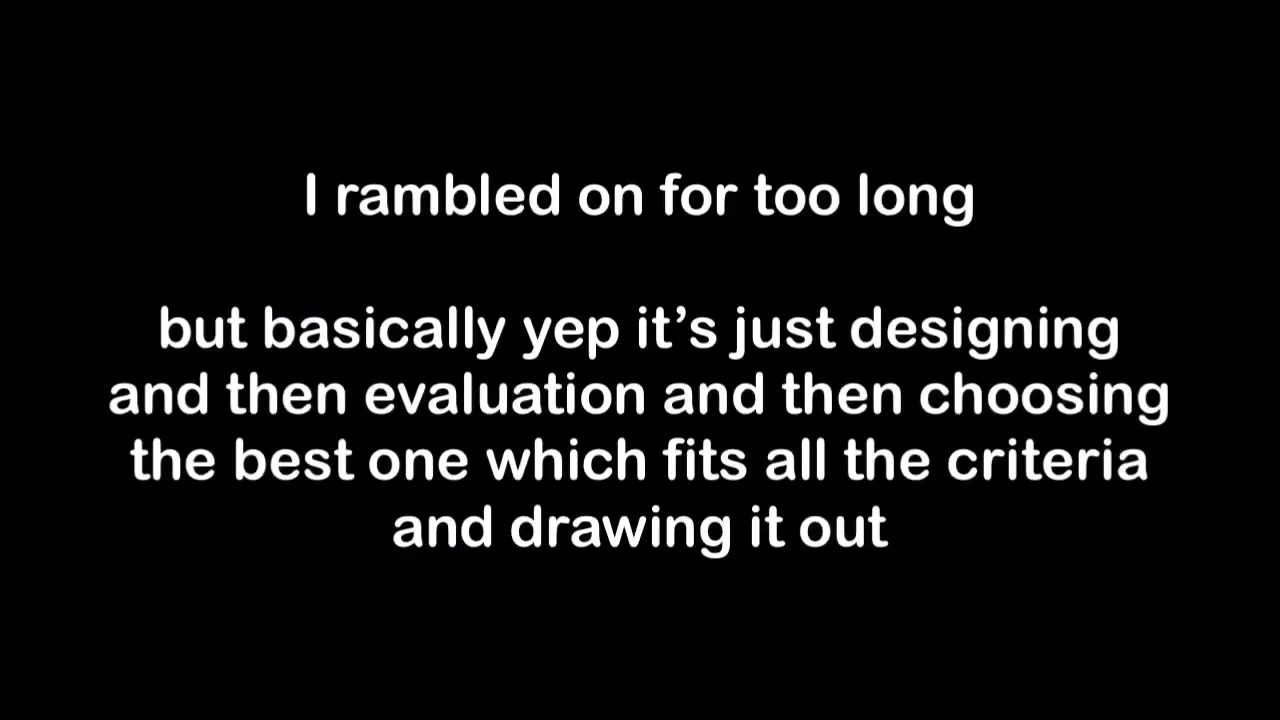 I rambled on for too long
but basically yep it’s just designing
and then evaluation and then choosing
the best one which fits all the criteria
and drawing it out